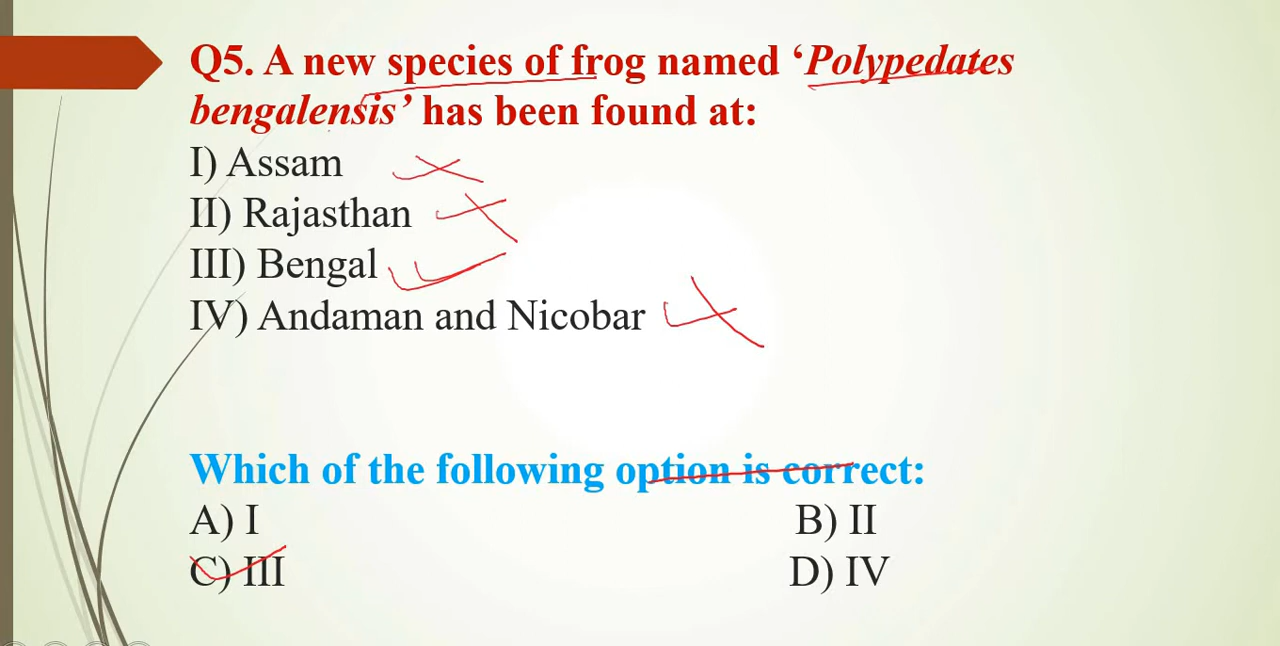 Q5. A new species of frog named ‘Polypedates
bengalensis’ has been found at:
I) Assam
II) Rajasthan
III) Bengal
IV) Andaman and Nicobar
Which of the following option is correct:
A) I B) II
C) III D) IV